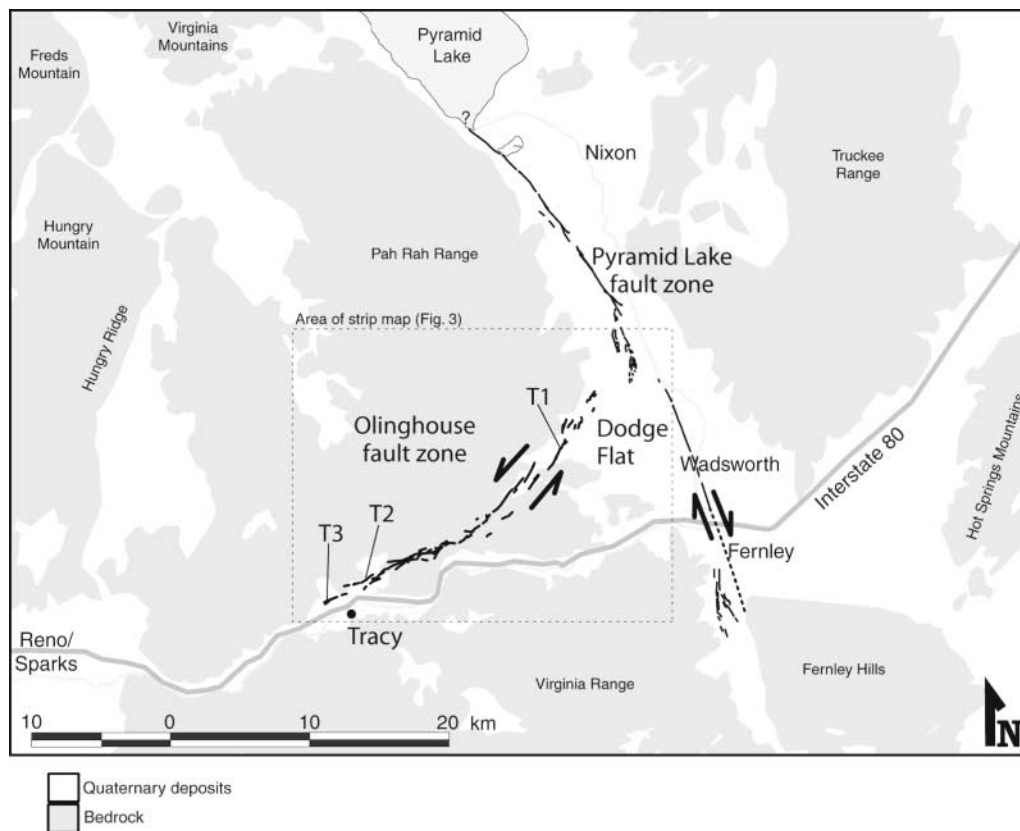 Virginia
Mountains
Pyramid
Lake
Freds
Mountain
?
Nixon
Truckee
Range
Hungry
Mountain
Pah Rah Range
Pyramid Lake
fault zone
Area of strip map (Fig. 3)
Hungry Ridge
T1
Olinghouse
fault zone
Dodge
Flat
Wadsworth
Interstate 80
Hot Springs Mountains
T2
T3
Fernley
Tracy
Reno/
Sparks
Virginia Range
Fernley Hills
10 0 10 20 km
N
Quaternary deposits
Bedrock